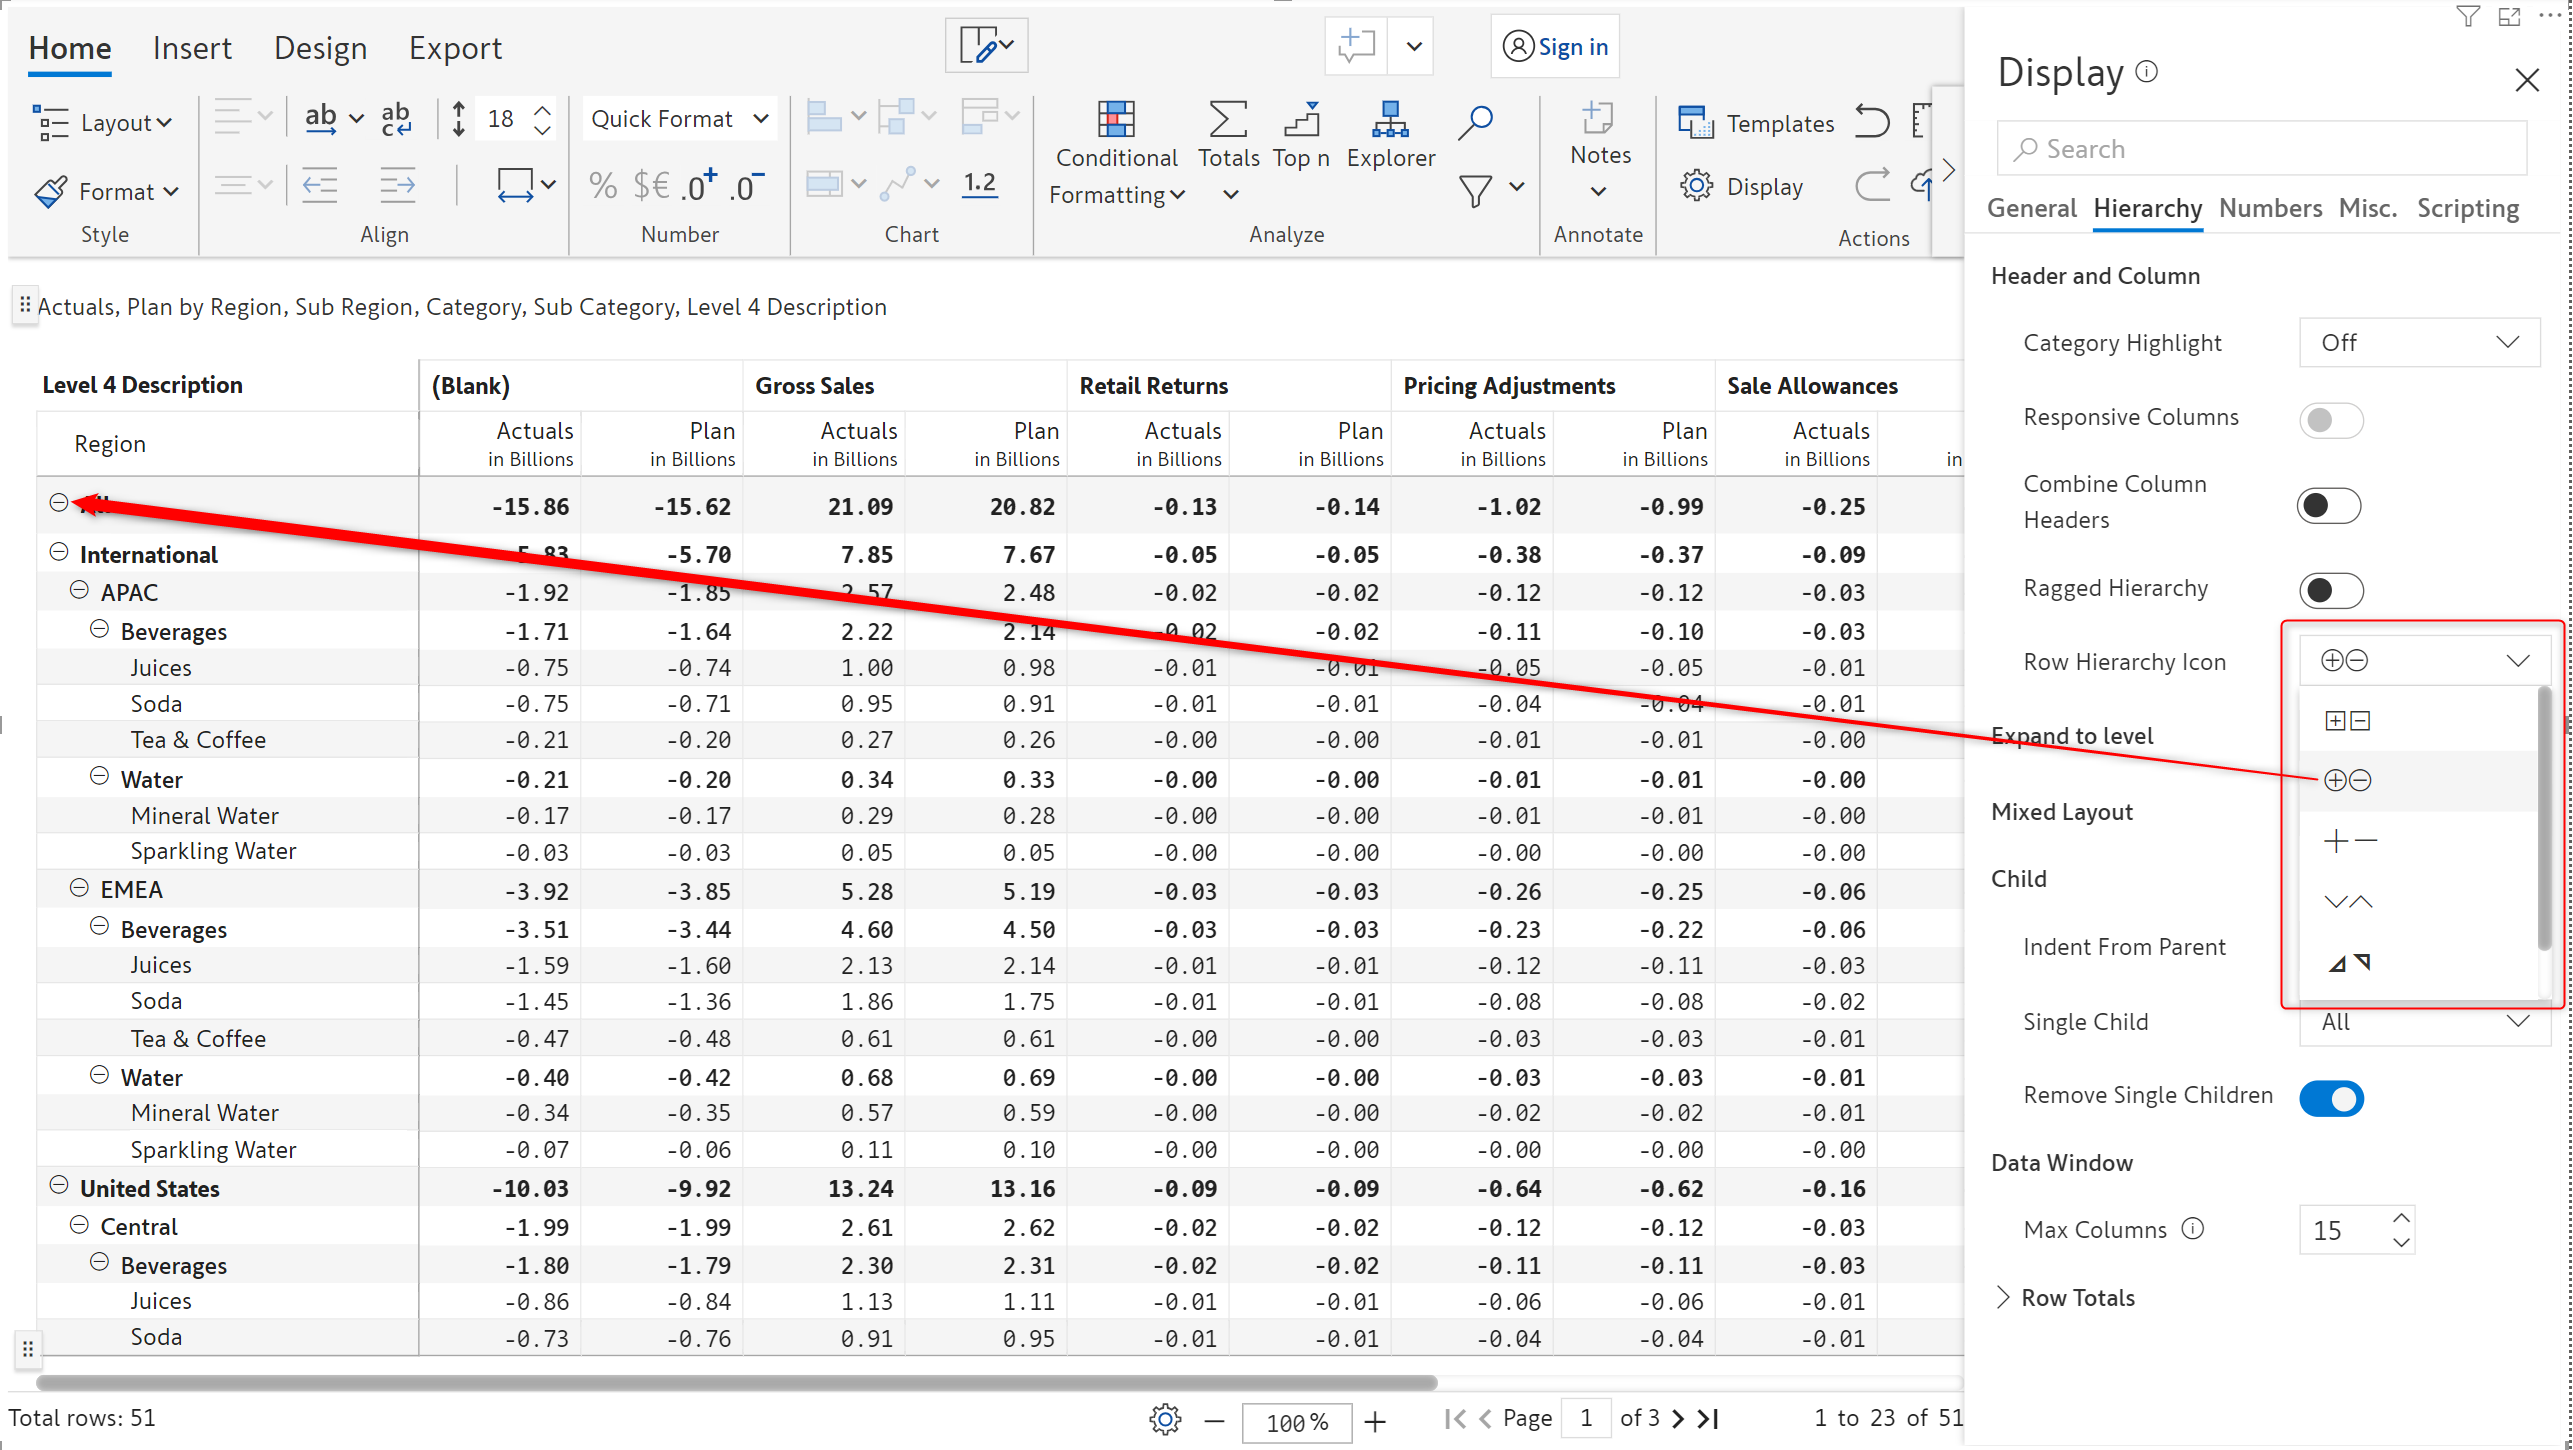 Home Insert Design Export Sign in
Layout ab ab c 18 Quick Format Conditional Formatting Totals Top n Explorer Notes Templates
Format % $€ .0+ .0- 1.2 Display
Style Align Number Chart Analyze Annotate Actions
Actuals, Plan by Region, Sub Region, Category, Sub Category, Level 4 Description
Level 4 Description (Blank) Gross Sales Retail Returns Pricing Adjustments Sale Allowances
Region Actuals Plan Actuals Plan Actuals Plan Actuals Plan Actuals
in Billions in Billions in Billions in Billions in Billions in Billions in Billions in Billions in Billions in
-15.86 -15.62 21.09 20.82 -0.13 -0.14 -1.02 -0.99 -0.25
International -5.83 -5.70 7.85 7.67 -0.05 -0.05 -0.38 -0.37 -0.09
APAC -1.92 -1.85 2.57 2.48 -0.02 -0.02 -0.12 -0.12 -0.03
Beverages -1.71 -1.64 2.22 2.14 -0.02 -0.02 -0.11 -0.10 -0.03
Juices -0.75 -0.74 1.00 0.98 -0.01 -0.01 -0.05 -0.05 -0.01
Soda -0.75 -0.71 0.95 0.91 -0.01 -0.01 -0.04 -0.04 -0.01
Tea & Coffee -0.21 -0.20 0.27 0.26 -0.00 -0.00 -0.01 -0.01 -0.00
Water -0.21 -0.20 0.34 0.33 -0.00 -0.00 -0.01 -0.01 -0.00
Mineral Water -0.17 -0.17 0.29 0.28 -0.00 -0.00 -0.01 -0.01 -0.00
Sparkling Water -0.03 -0.03 0.05 0.05 -0.00 -0.00 -0.00 -0.00 -0.00
EMEA -3.92 -3.85 5.28 5.19 -0.03 -0.03 -0.26 -0.25 -0.06
Beverages -3.51 -3.44 4.60 4.50 -0.03 -0.03 -0.23 -0.22 -0.06
Juices -1.59 -1.60 2.13 2.14 -0.01 -0.01 -0.12 -0.11 -0.03
Soda -1.45 -1.36 1.86 1.75 -0.01 -0.01 -0.08 -0.08 -0.02
Tea & Coffee -0.47 -0.48 0.61 0.61 -0.00 -0.00 -0.03 -0.03 -0.01
Water -0.40 -0.42 0.68 0.69 -0.00 -0.00 -0.03 -0.03 -0.01
Mineral Water -0.34 -0.35 0.57 0.59 -0.00 -0.00 -0.02 -0.02 -0.01
Sparkling Water -0.07 -0.06 0.11 0.10 -0.00 -0.00 -0.00 -0.00 -0.00
United States -10.03 -9.92 13.24 13.16 -0.09 -0.09 -0.64 -0.62 -0.16
Central -1.99 -1.99 2.61 2.62 -0.02 -0.02 -0.12 -0.12 -0.03
Beverages -1.80 -1.79 2.30 2.31 -0.02 -0.02 -0.11 -0.11 -0.03
Juices -0.86 -0.84 1.13 1.11 -0.01 -0.01 -0.06 -0.06 -0.01
Soda -0.73 -0.76 0.91 0.95 -0.01 -0.01 -0.04 -0.04 -0.01
Total rows: 51 100% Page 1 of 3 1 to 23 of 51
Display
Search
General Hierarchy Numbers Misc. Scripting
Header and Column
Category Highlight Off
Responsive Columns
Combine Column
Headers
Ragged Hierarchy
Row Hierarchy Icon
Expand to level
Mixed Layout
Child
Indent From Parent
Single Child All
Remove Single Children
Data Window
Max Columns 15
Row Totals